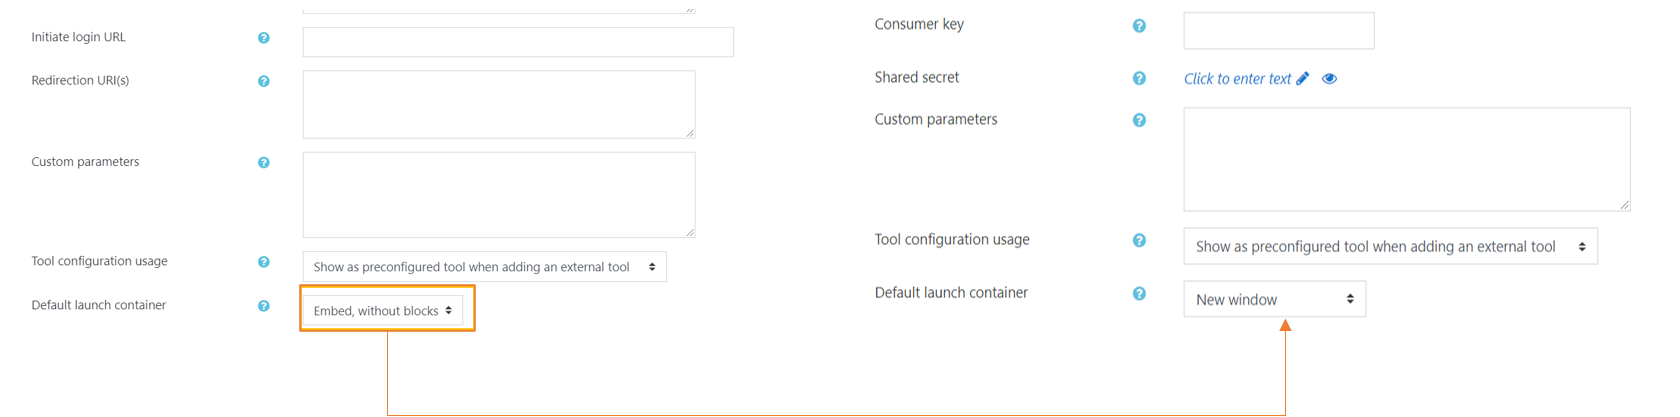 Initiate login URL
Redirection URI(s)
Custom parameters
Tool configuration usage
Show as preconfigured tool when adding an external tool
Default launch container
Embed, without blocks
Consumer key
Shared secret
Click to enter text
Custom parameters
Tool configuration usage
Show as preconfigured tool when adding an external tool
Default launch container
New window